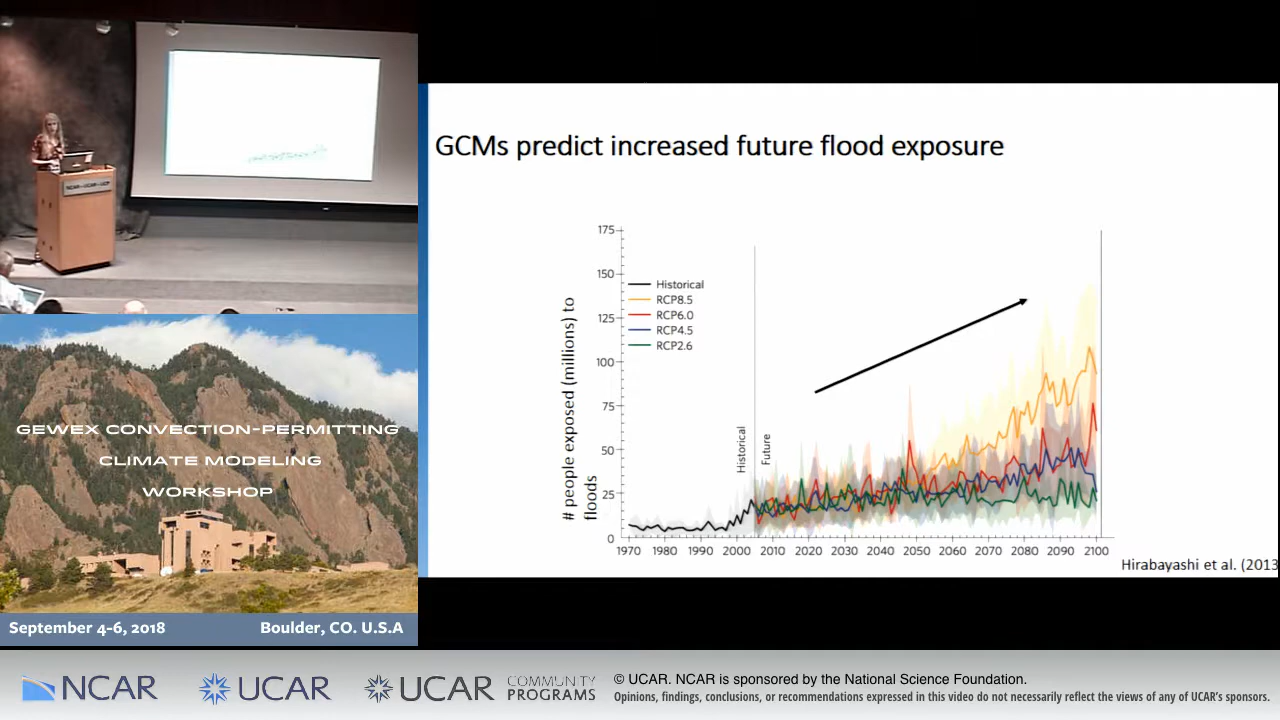 NCAR-UCAR-UCP
GEWEX CONVECTION-PERMITTING
CLIMATE MODELING
WORKSHOP
September 4-6, 2018
Boulder, CO. U.S.A
GCMs predict increased future flood exposure
# people exposed (millions) to
floods
175
150
125
100
75
50
25
0
Historical
RCP8.5
RCP6.0
RCP4.5
RCP2.6
Historical
Future
1970
1980
1990
2000
2010
2020
2030
2040
2050
2060
2070
2080
2090
2100
Hirabayashi et al. (2013
NCAR
UCAR
UCAR
COMMUNITY
PROGRAMS
© UCAR. NCAR is sponsored by the National Science Foundation.
Opinions, findings, conclusions, or recommendations expressed in this video do not necessarily reflect the views of any of UCAR's sponsors.